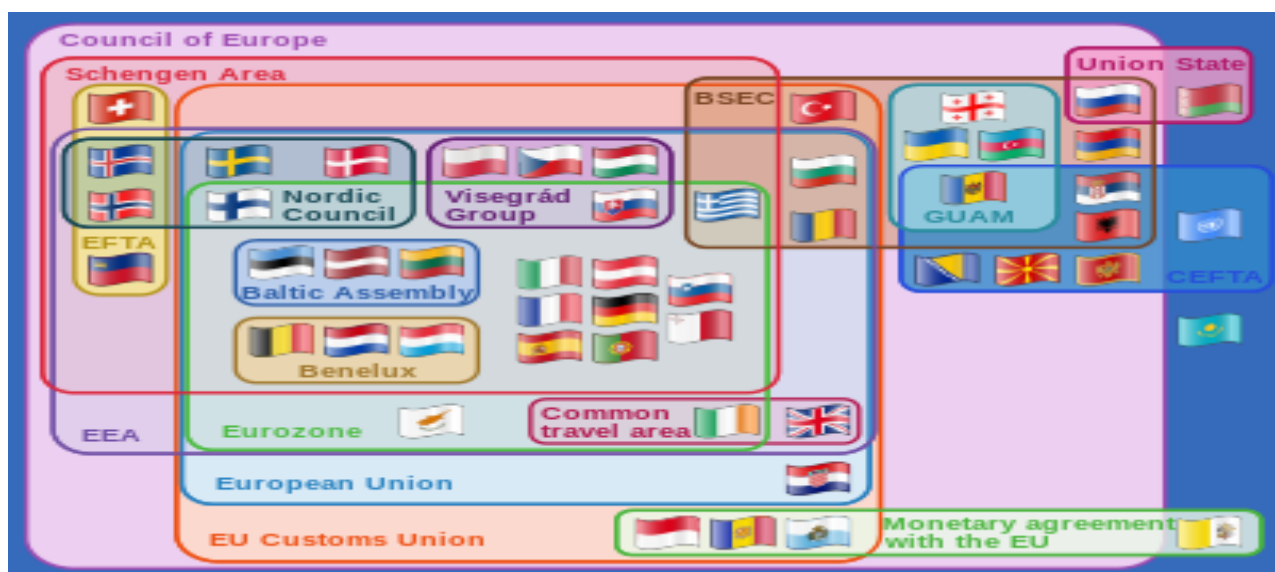 Council of Europe
Schengen Area
Union State
BSEC
Nordic
Council
Visegrád
Group
GUAM
EFTA
CEFTA
Baltic Assembly
Benelux
Common
travel area
EEA
Eurozone
European Union
EU Customs Union
Monetary agreement
with the EU